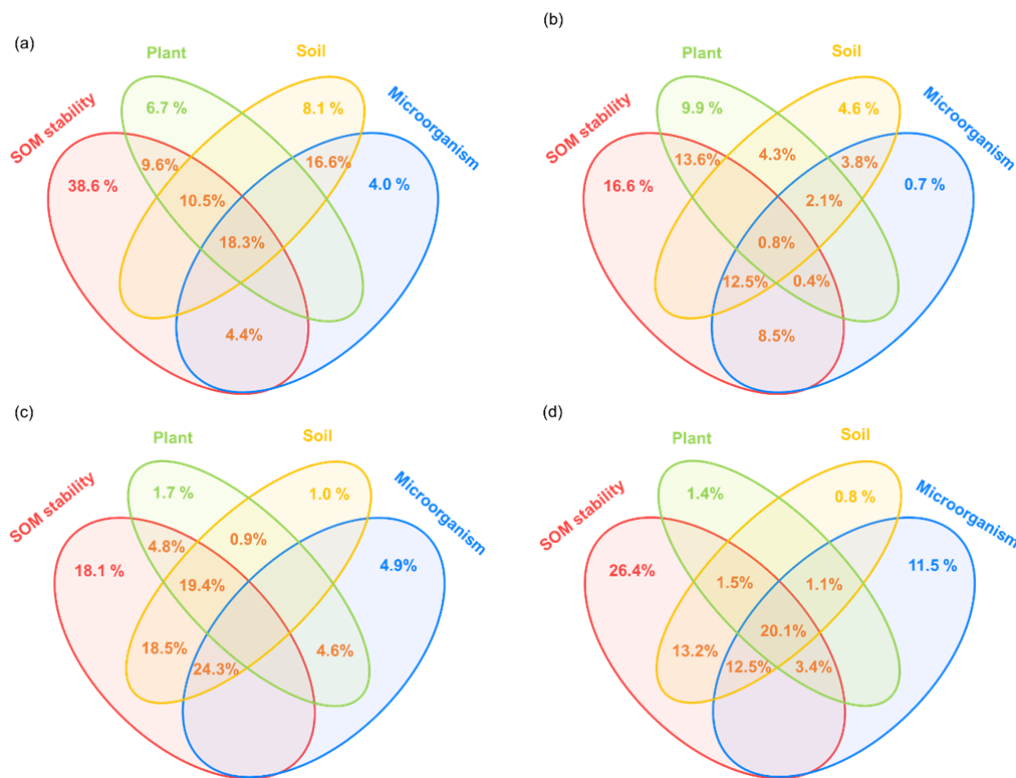 (a)
Plant
Soil
SOM stability
Microorganism
6.7 %
8.1 %
9.6%
16.6%
38.6 %
4.0 %
10.5%
18.3%
4.4%
(b)
Plant
Soil
SOM stability
Microorganism
9.9 %
4.6 %
13.6%
4.3%
3.8%
16.6 %
0.7 %
2.1%
0.8%
12.5%
0.4%
8.5%
(c)
Plant
Soil
SOM stability
Microorganism
1.7 %
1.0 %
4.8%
0.9%
18.1 %
4.9%
19.4%
18.5%
4.6%
24.3%
(d)
Plant
Soil
SOM stability
Microorganism
1.4%
0.8 %
26.4%
11.5 %
1.5%
1.1%
20.1%
13.2%
12.5%
3.4%